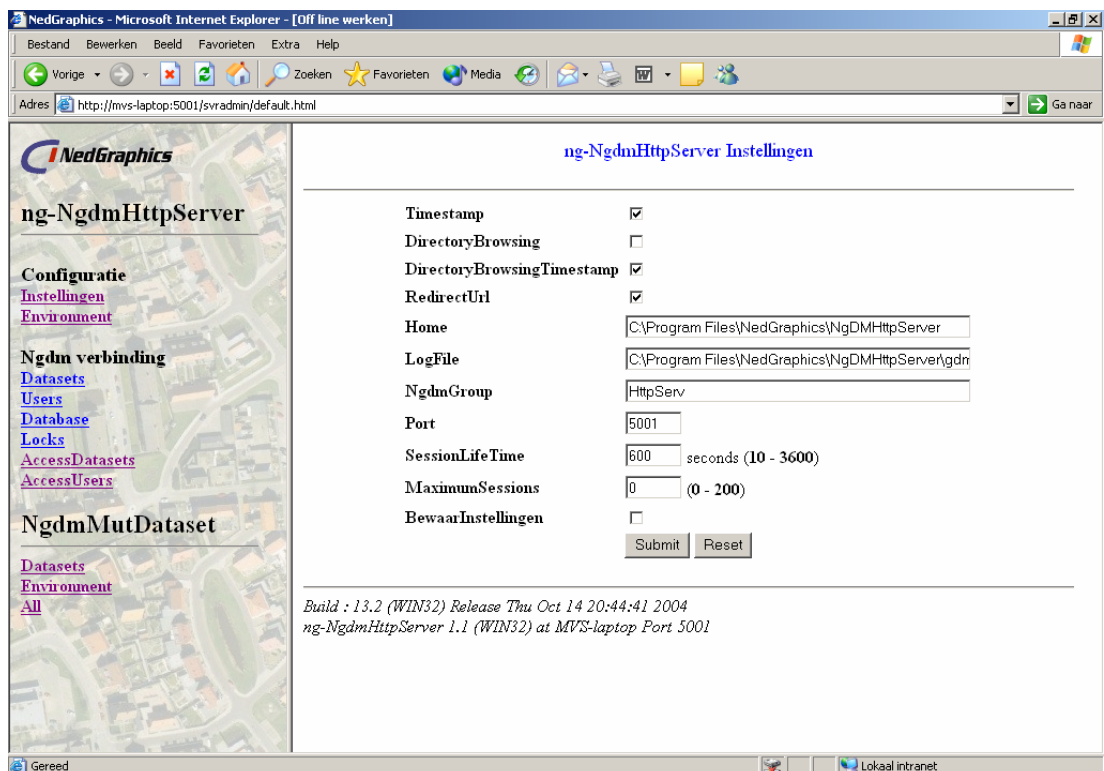 NedGraphics - Microsoft Internet Explorer - [Off line werken]
Bestand Bewerken Beeld Favorieten Extra Help
Vorige Zoeken Favorieten Media
Adres http://mvs-laptop:5001/svradmin/default.html Ga naar
NedGraphics
ng-NgdmHttpServer
Configuratie
Instellingen
Environment
Ngdm verbinding
Datasets
Users
Database
Locks
AccessDatasets
AccessUsers
NgdmMutDataset
Datasets
Environment
All
ng-NgdmHttpServer Instellingen
Timestamp
DirectoryBrowsing
DirectoryBrowsingTimestamp
RedirectUrl
Home C:\Program Files\NedGraphics\NgDMHttpServer
LogFile C:\Program Files\NedGraphics\NgDMHttpServer\gdm
NgdmGroup HttpServ
Port 5001
SessionLifeTime 600 seconds (10 - 3600)
MaximumSessions 0 (0 - 200)
BewaarInstellingen
Submit Reset
Build : 13.2 (WIN32) Release Thu Oct 14 20:44:41 2004
ng-NgdmHttpServer 1.1 (WIN32) at MVS-laptop Port 5001
Gereed Lokaal intranet